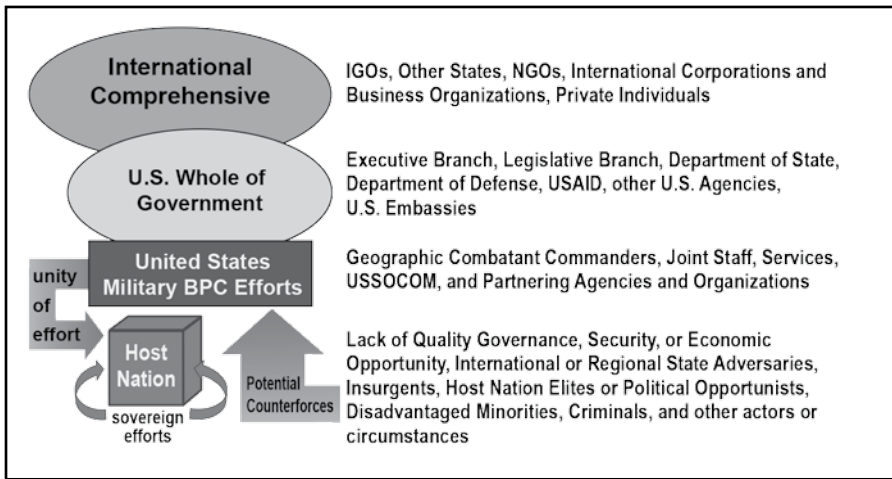 International
Comprehensive
IGOs, Other States, NGOs, International Corporations and
Business Organizations, Private Individuals
U.S. Whole of
Government
Executive Branch, Legislative Branch, Department of State,
Department of Defense, USAID, other U.S. Agencies,
U.S. Embassies
United States
Military BPC Efforts
Geographic Combatant Commanders, Joint Staff, Services,
USSOCOM, and Partnering Agencies and Organizations
unity
of
effort
Host
Nation
sovereign
efforts
Potential
Counterforces
Lack of Quality Governance, Security, or Economic
Opportunity, International or Regional State Adversaries,
Insurgents, Host Nation Elites or Political Opportunists,
Disadvantaged Minorities, Criminals, and other actors or
circumstances